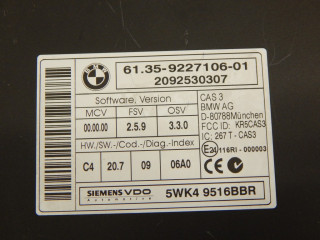 BMW
61.35-9227106-01
2092530307
Software, Version
MCV FSV OSV
00.00.00 2.5.9 3.3.0
HW./SW.-Cod./-Diag./-Index
C4 20.7 09 06A0
CAS 3
BMW AG
D-80788München
FCC ID: KR5CAS3
IC: 267 T - CAS3
E24 116RI - 000003
CE
SIEMENS VDO
5WK4 9516BBR